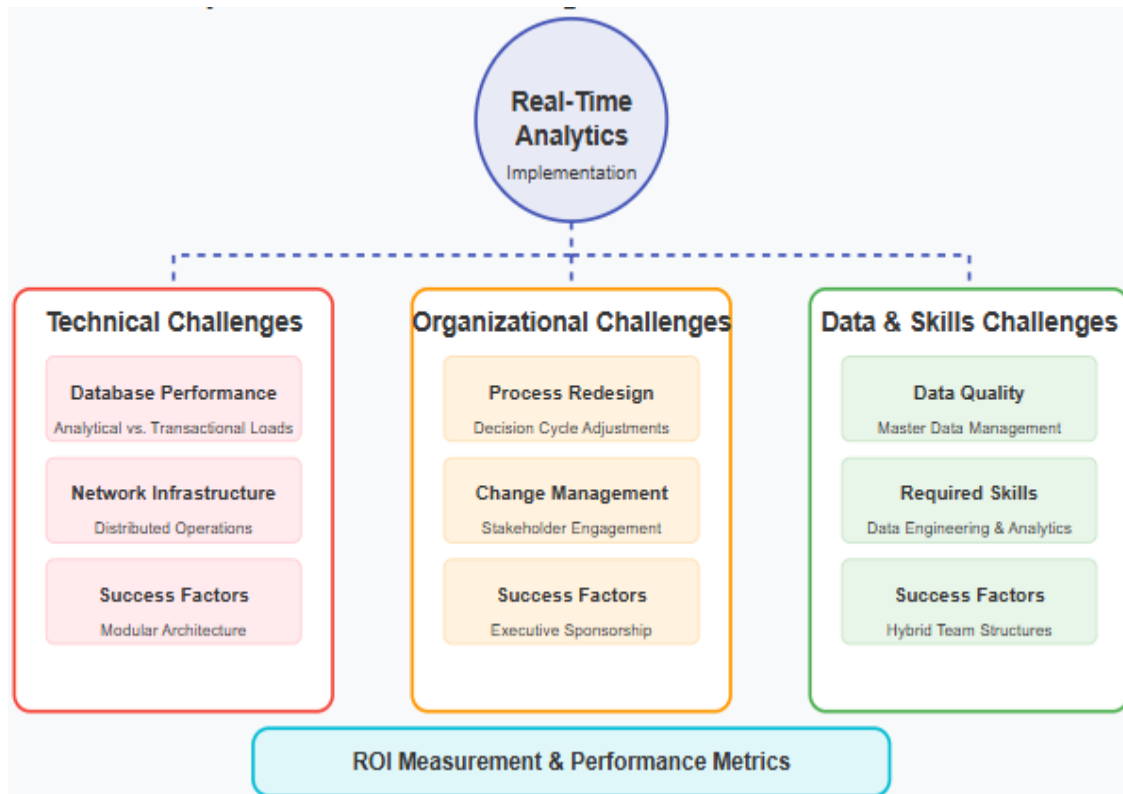 Real-Time
Analytics
Implementation
Technical Challenges
Database Performance
Analytical vs. Transactional Loads
Network Infrastructure
Distributed Operations
Success Factors
Modular Architecture
Organizational Challenges
Process Redesign
Decision Cycle Adjustments
Change Management
Stakeholder Engagement
Success Factors
Executive Sponsorship
Data & Skills Challenges
Data Quality
Master Data Management
Required Skills
Data Engineering & Analytics
Success Factors
Hybrid Team Structures
ROI Measurement & Performance Metrics